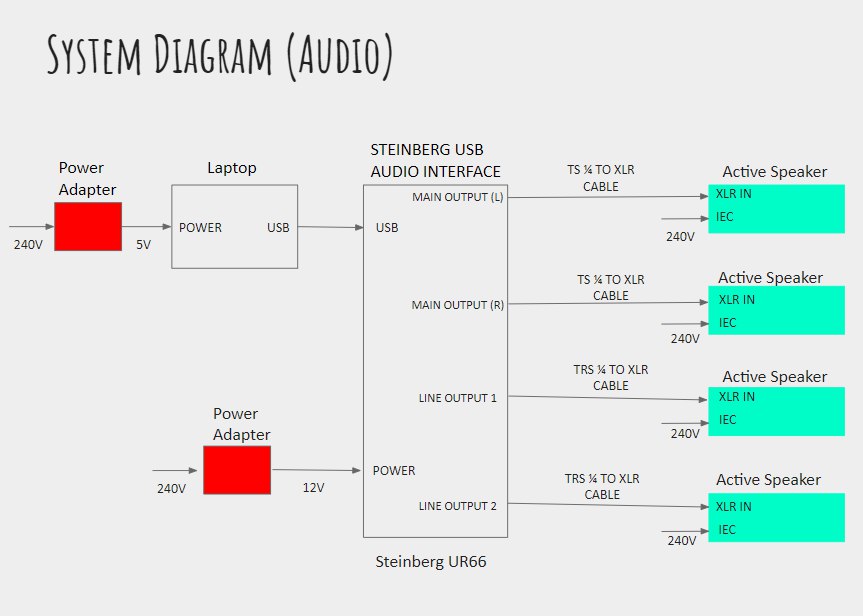 System Diagram (Audio)
Power
Adapter
240V
5V
Laptop
POWER
USB
STEINBERG USB
AUDIO INTERFACE
MAIN OUTPUT (L)
USB
MAIN OUTPUT (R)
LINE OUTPUT 1
POWER
LINE OUTPUT 2
Steinberg UR66
Power
Adapter
240V
12V
TS ¼ TO XLR
CABLE
Active Speaker
XLR IN
IEC
240V
TS ¼ TO XLR
CABLE
Active Speaker
XLR IN
IEC
240V
TRS ¼ TO XLR
CABLE
Active Speaker
XLR IN
IEC
240V
TRS ¼ TO XLR
CABLE
Active Speaker
XLR IN
IEC
240V